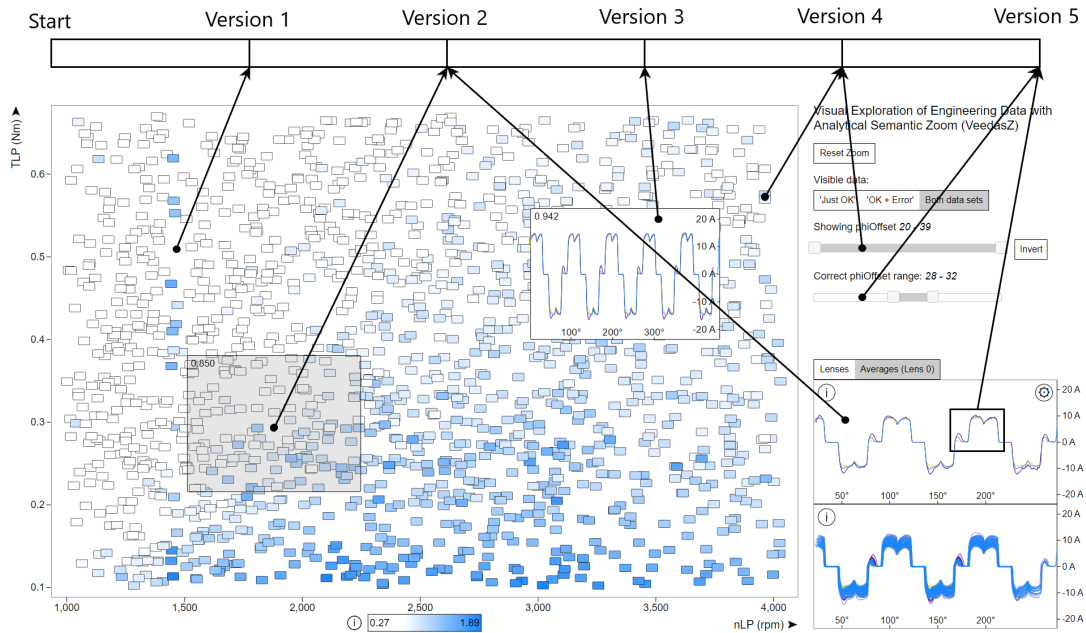 Start
Version 1
Version 2
Version 3
Version 4
Version 5
TLP (Nm) ➤
0.6
0.5
0.4
0.3
0.2
0.1
1,000
1,500
2,000
2,500
3,000
3,500
4,000
nLP (rpm) ➤
i
0.27
1.89
0.850
0.942
20 A
10 A
0 A
-10 A
-20 A
100°
200°
300°
Visual Exploration of Engineering Data with
Analytical Semantic Zoom (VeedasZ)
Reset Zoom
Visible data:
'Just OK' 'OK + Error' Both data sets
Showing phiOffset 20 - 39
Invert
Correct phiOffset range: 28 - 32
Lenses Averages (Lens 0)
i
20 A
10 A
0 A
-10 A
-20 A
50°
100°
150°
200°
i
20 A
10 A
0 A
-10 A
-20 A
50°
100°
150°
200°